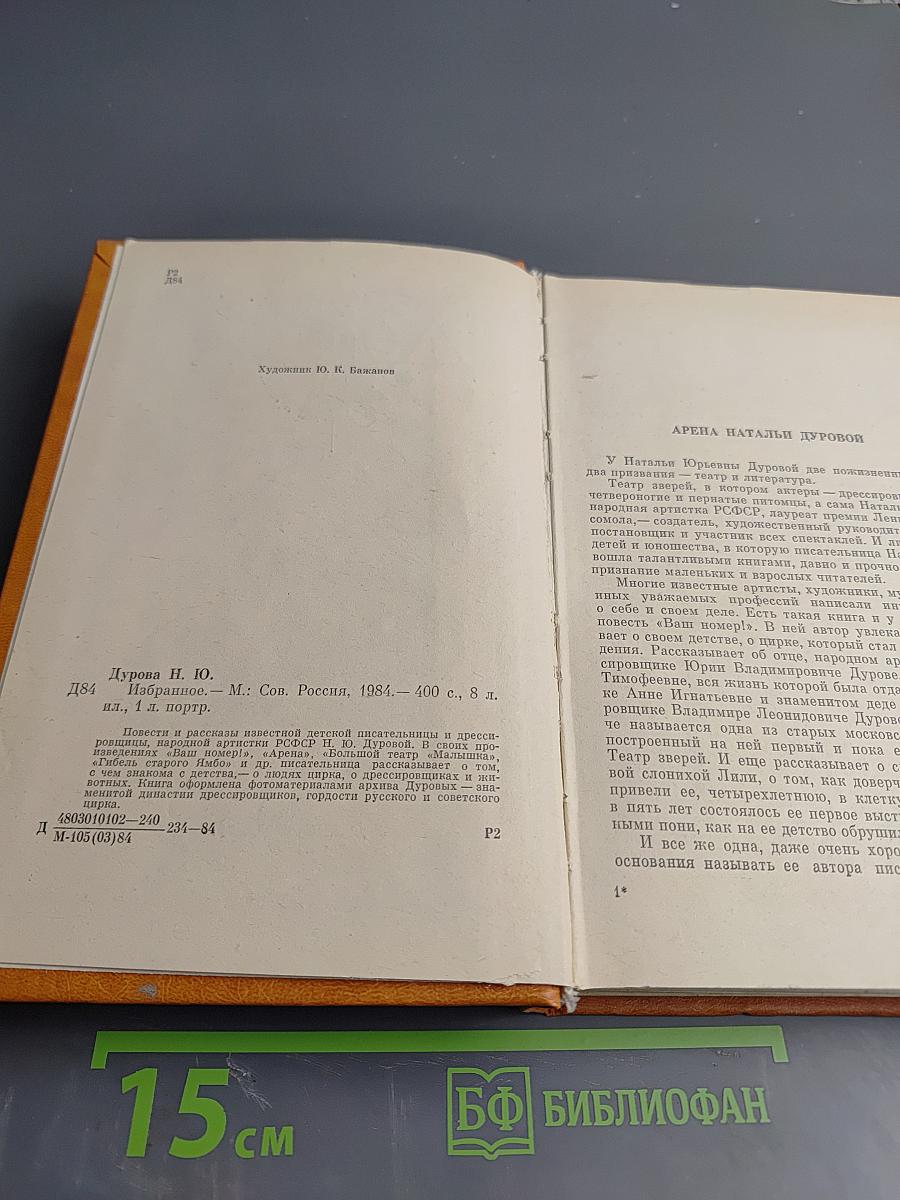 Р2
Д84
Художник Ю. К. Бажанов
Дурова Н. Ю.
Д84 Избранное.— М.: Сов. Россия, 1984.— 400 с., 8 л.
ил., 1 л. портр.
Повести и рассказы известной детской писательницы и дресси-
ровщицы, народной артистки РСФСР Н. Ю. Дуровой. В своих про-
изведениях «Ваш номер!», «Арена», «Большой театр «Малышка»,
«Гибель старого Ямбо» и др. писательница рассказывает о том,
с чем знакома с детства,— о людях цирка, о дрессировщиках и жи-
вотных. Книга оформлена фотоматериалами архива Дуровых — зна-
менитой династии дрессировщиков, гордости русского и советского
цирка.
Д 4803010102—240
М-105(03)84
234—84
Р2
АРЕНА НАТАЛЬИ ДУРОВОЙ
У Натальи Юрьевны Дуровой две пожизненн
два призвания — театр и литература.
Театр зверей, в котором актеры — дрессиров
четвероногие и пернатые питомцы, а сама Натал
народная артистка РСФСР, лауреат премии Лени
сомола,— создатель, художественный руководит
постановщик и участник всех спектаклей. И ли
детей и юношества, в которую писательница На
вошла талантливыми книгами, давно и прочно
признание маленьких и взрослых читателей.
Многие известные артисты, художники, му
иных уважаемых профессий написали ин
о себе и своем деле. Есть такая книга и у
повесть «Ваш номер!». В ней автор увлека
вает о своем детстве, о цирке, который стал
дения. Рассказывает об отце, народном ар
сировщике Юрии Владимировиче Дурове
Тимофеевне, вся жизнь которой была отда
ке Анне Игнатьевне и знаменитом деде
ровщике Владимире Леонидовиче Дуров
че называется одна из старых московс
построенный на ней первый и пока е
Театр зверей. И еще рассказывает о с
вой слонихой Лили, о том, как доверч
привели ее, четырехлетнюю, в клетку
в пять лет состоялось ее первое выст
ными пони, как на ее детство обрушил
И все же одна, даже очень хоро
основания называть ее автора пис
1*
15 см
БФ БИБЛИОФАН